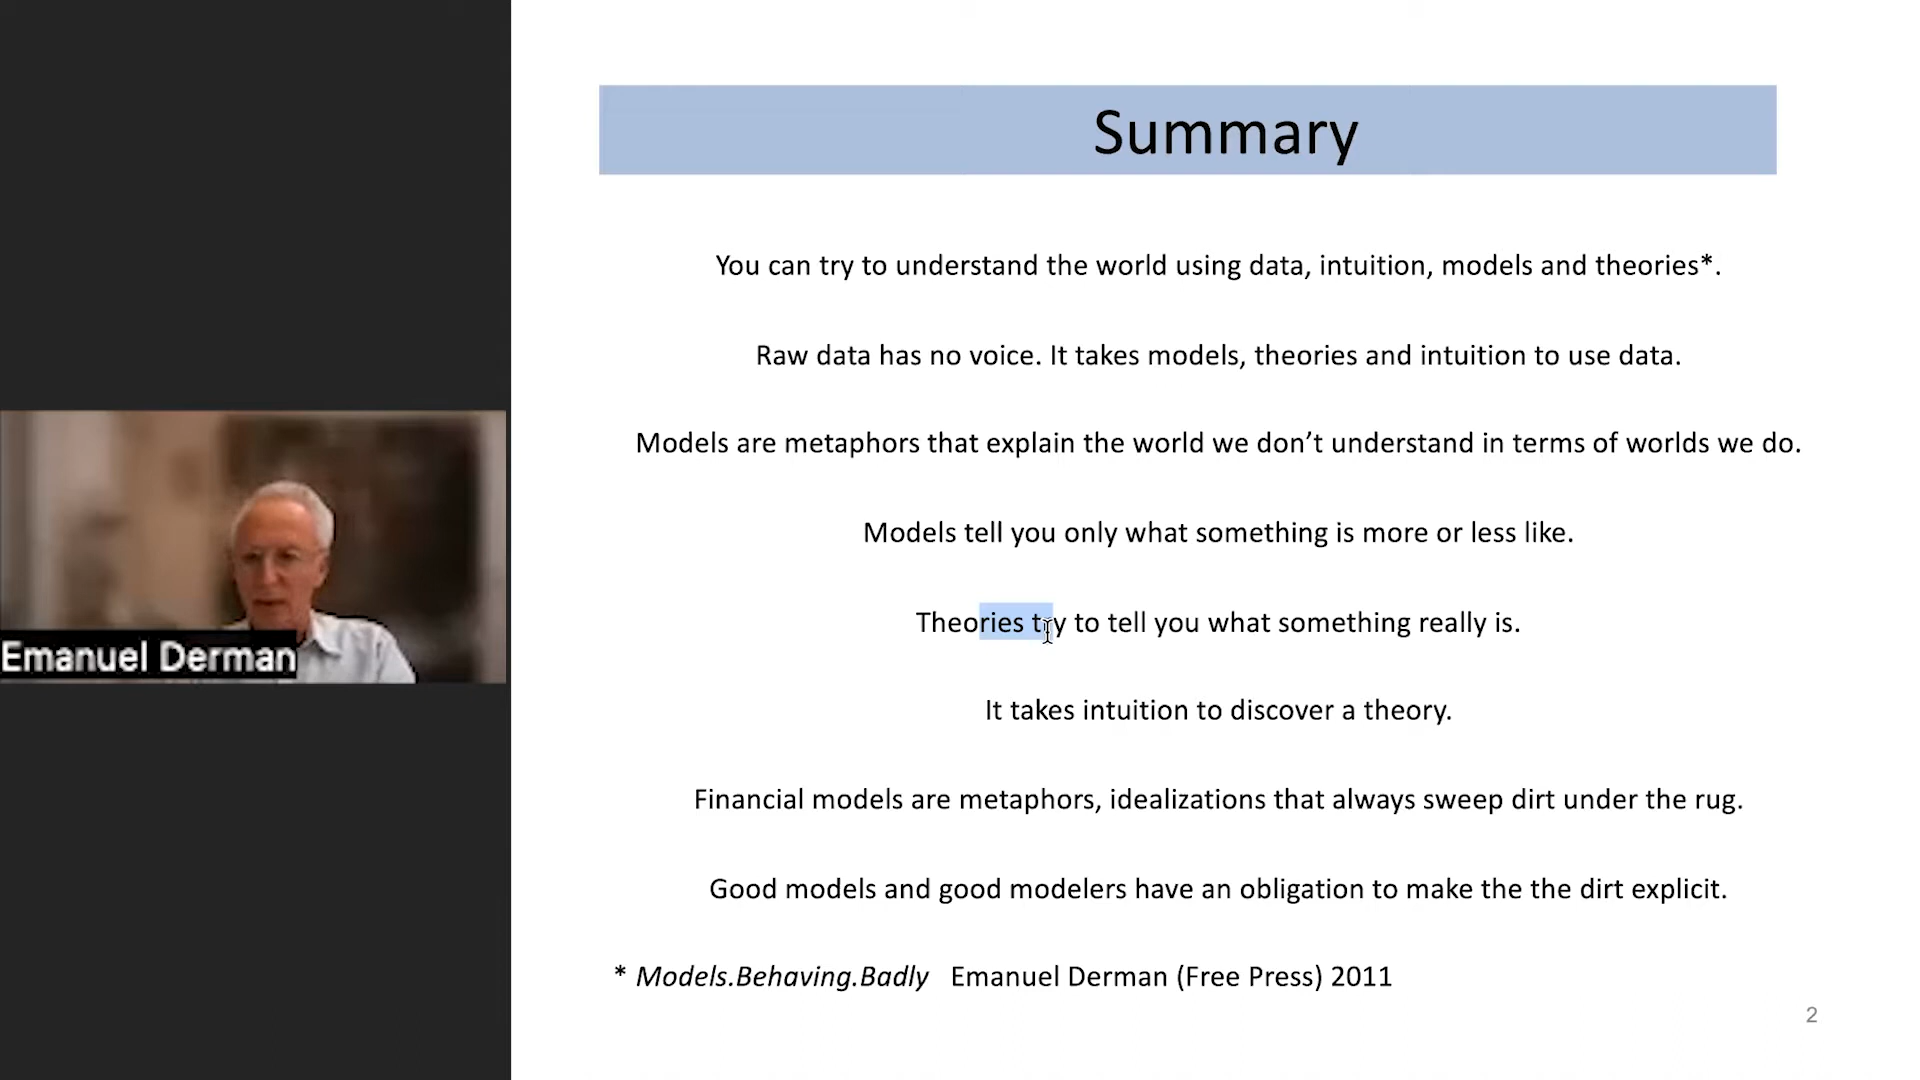 Summary
You can try to understand the world using data, intuition, models and theories*.
Raw data has no voice. It takes models, theories and intuition to use data.
Models are metaphors that explain the world we don’t understand in terms of worlds we do.
Models tell you only what something is more or less like.
Theories try to tell you what something really is.
Emanuel Derman
It takes intuition to discover a theory.
Financial models are metaphors, idealizations that always sweep dirt under the rug.
Good models and good modelers have an obligation to make the the dirt explicit.
* Models.Behaving.Badly Emanuel Derman (Free Press) 2011
2